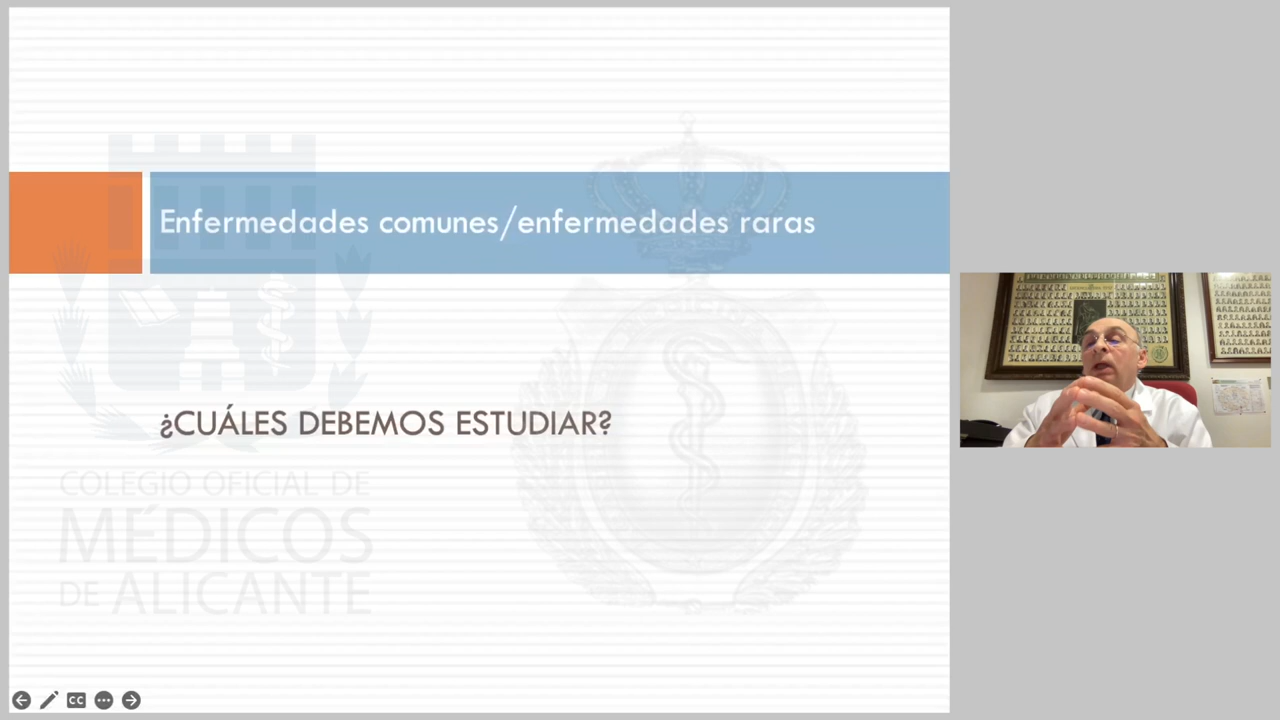 Enfermedades comunes/enfermedades raras
¿CUÁLES DEBEMOS ESTUDIAR?
COLEGIO OFICIAL DE
MÉDICOS
DE ALICANTE
CC